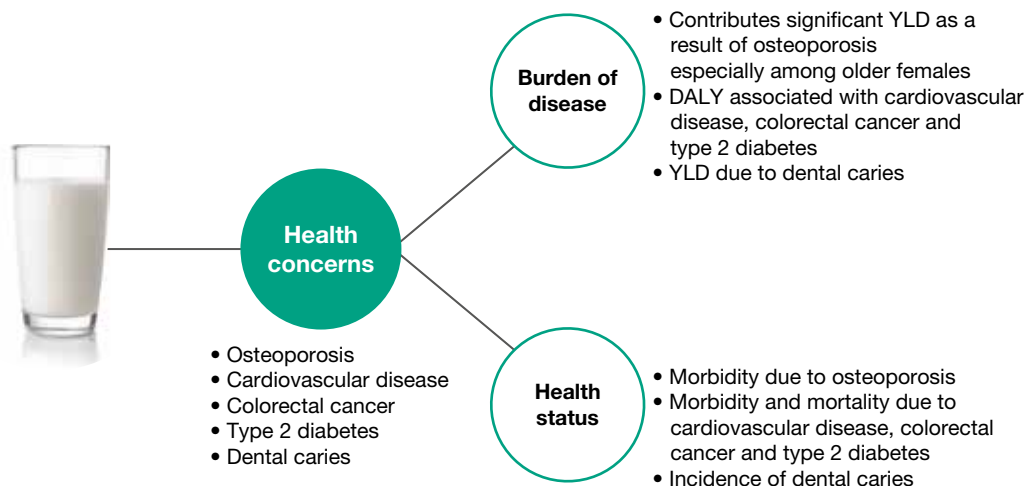 Burden of
disease
• Contributes significant YLD as a
result of osteoporosis
especially among older females
• DALY associated with cardiovascular
disease, colorectal cancer and
type 2 diabetes
• YLD due to dental caries
Health
concerns
• Osteoporosis
• Cardiovascular disease
• Colorectal cancer
• Type 2 diabetes
• Dental caries
Health
status
• Morbidity due to osteoporosis
• Morbidity and mortality due to
cardiovascular disease, colorectal
cancer and type 2 diabetes
• Incidence of dental caries